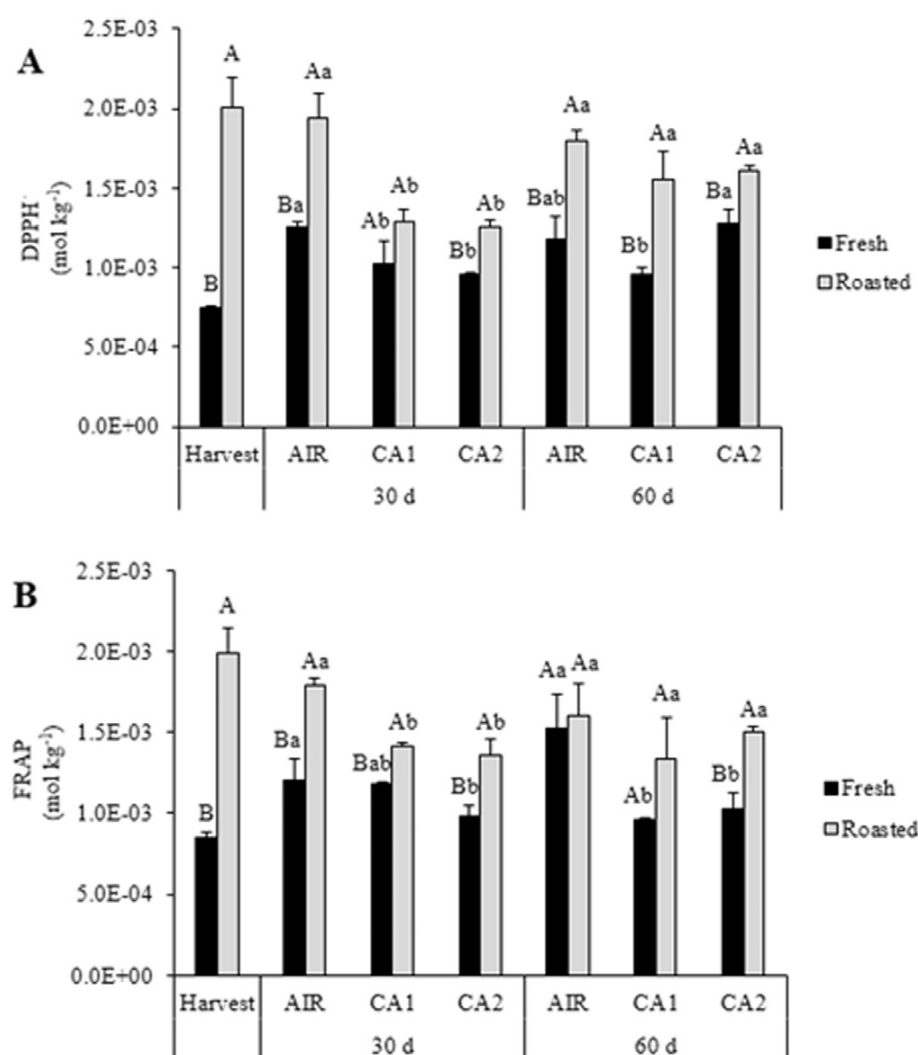 A
2.5E-03
2.0E-03
1.5E-03
1.0E-03
5.0E-04
0.0E+00
DPPH·
(mol kg-1)
B A Ba Aa Ab Ab Bb Ab Bab Aa Bb Aa Ba Aa
Fresh
Roasted
Harvest AIR CA1 CA2 AIR CA1 CA2
30 d 60 d
B
2.5E-03
2.0E-03
1.5E-03
1.0E-03
5.0E-04
0.0E+00
FRAP
(mol kg-1)
B A Ba Aa Bab Ab Bb Ab Aa Aa Ab Aa Bb Aa
Fresh
Roasted
Harvest AIR CA1 CA2 AIR CA1 CA2
30 d 60 d